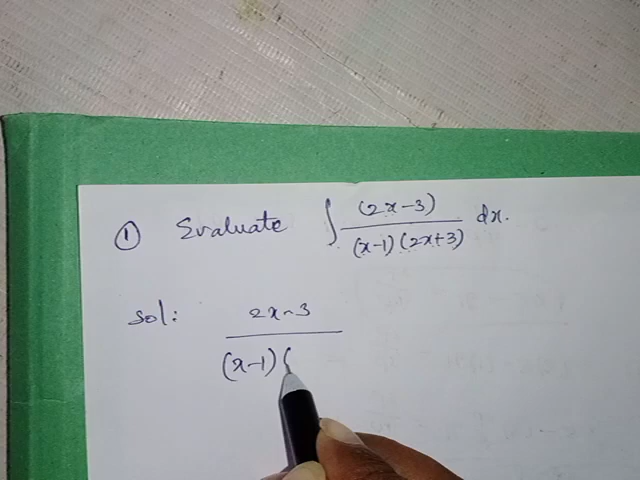 ① Evaluate ∫ (2x-3) / (x-1)(2x+3) dx.
Sol: 2x-3 / (x-1)(